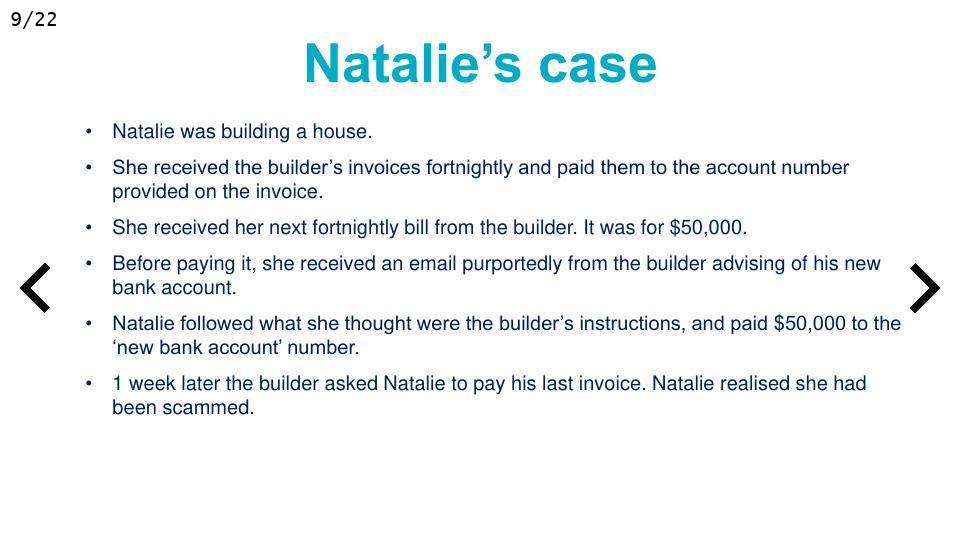 9/22
Natalie’s case
• Natalie was building a house.
• She received the builder’s invoices fortnightly and paid them to the account number
provided on the invoice.
• She received her next fortnightly bill from the builder. It was for $50,000.
• Before paying it, she received an email purportedly from the builder advising of his new
bank account.
• Natalie followed what she thought were the builder’s instructions, and paid $50,000 to the
‘new bank account’ number.
• 1 week later the builder asked Natalie to pay his last invoice. Natalie realised she had
been scammed.